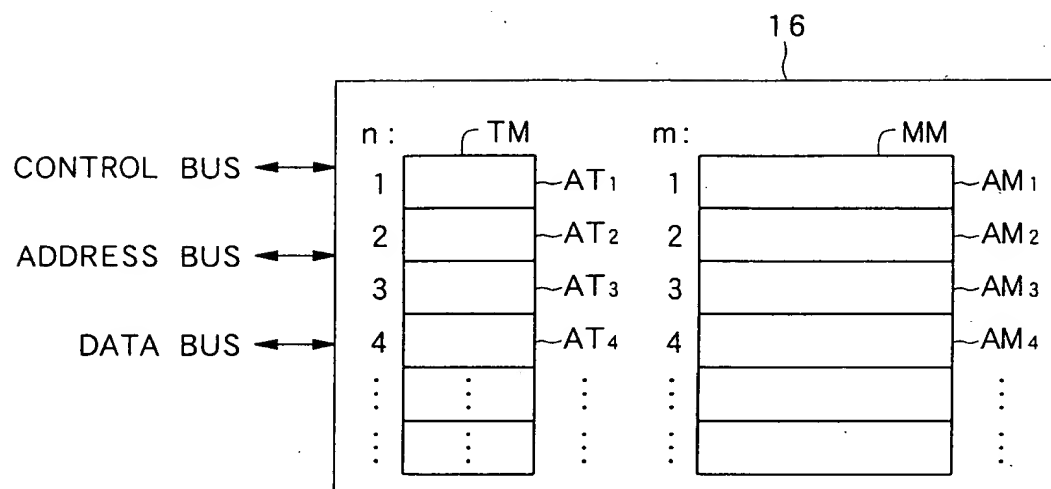 16
n: TM m: MM
CONTROL BUS 1 AT1 1 AM1
2 AT2 2 AM2
ADDRESS BUS
3 AT3 3 AM3
DATA BUS 4 AT4 4 AM4